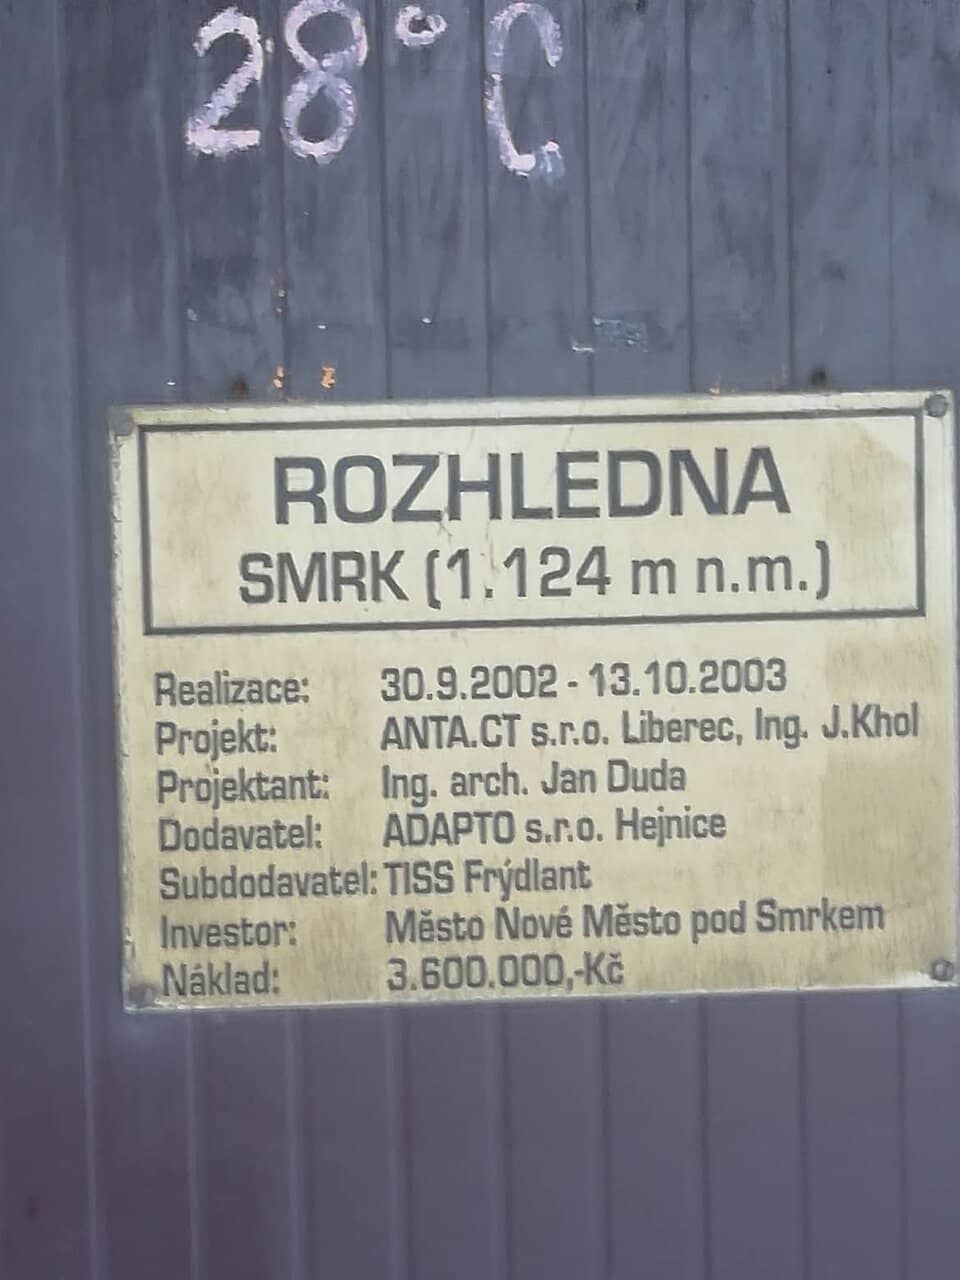 28°C
ROZHLEDNA
SMRK (1.124 m n.m.)
Realizace: 30.9.2002 - 13.10.2003
Projekt: ANTA.CT s.r.o. Liberec, Ing. J.Khol
Projektant: Ing. arch. Jan Duda
Dodavatel: ADAPTO s.r.o. Hejnice
Subdodavatel: TISS Frýdlant
Investor: Město Nové Město pod Smrkem
Náklad: 3.600.000,-Kč